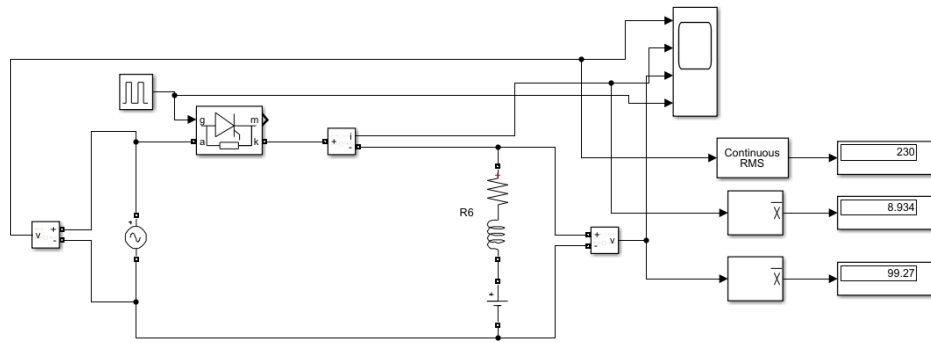 g
m
a
k
+
i
-
Continuous
RMS
230
R6
+
v
-
+
-
v
8.934
99.27
+
+